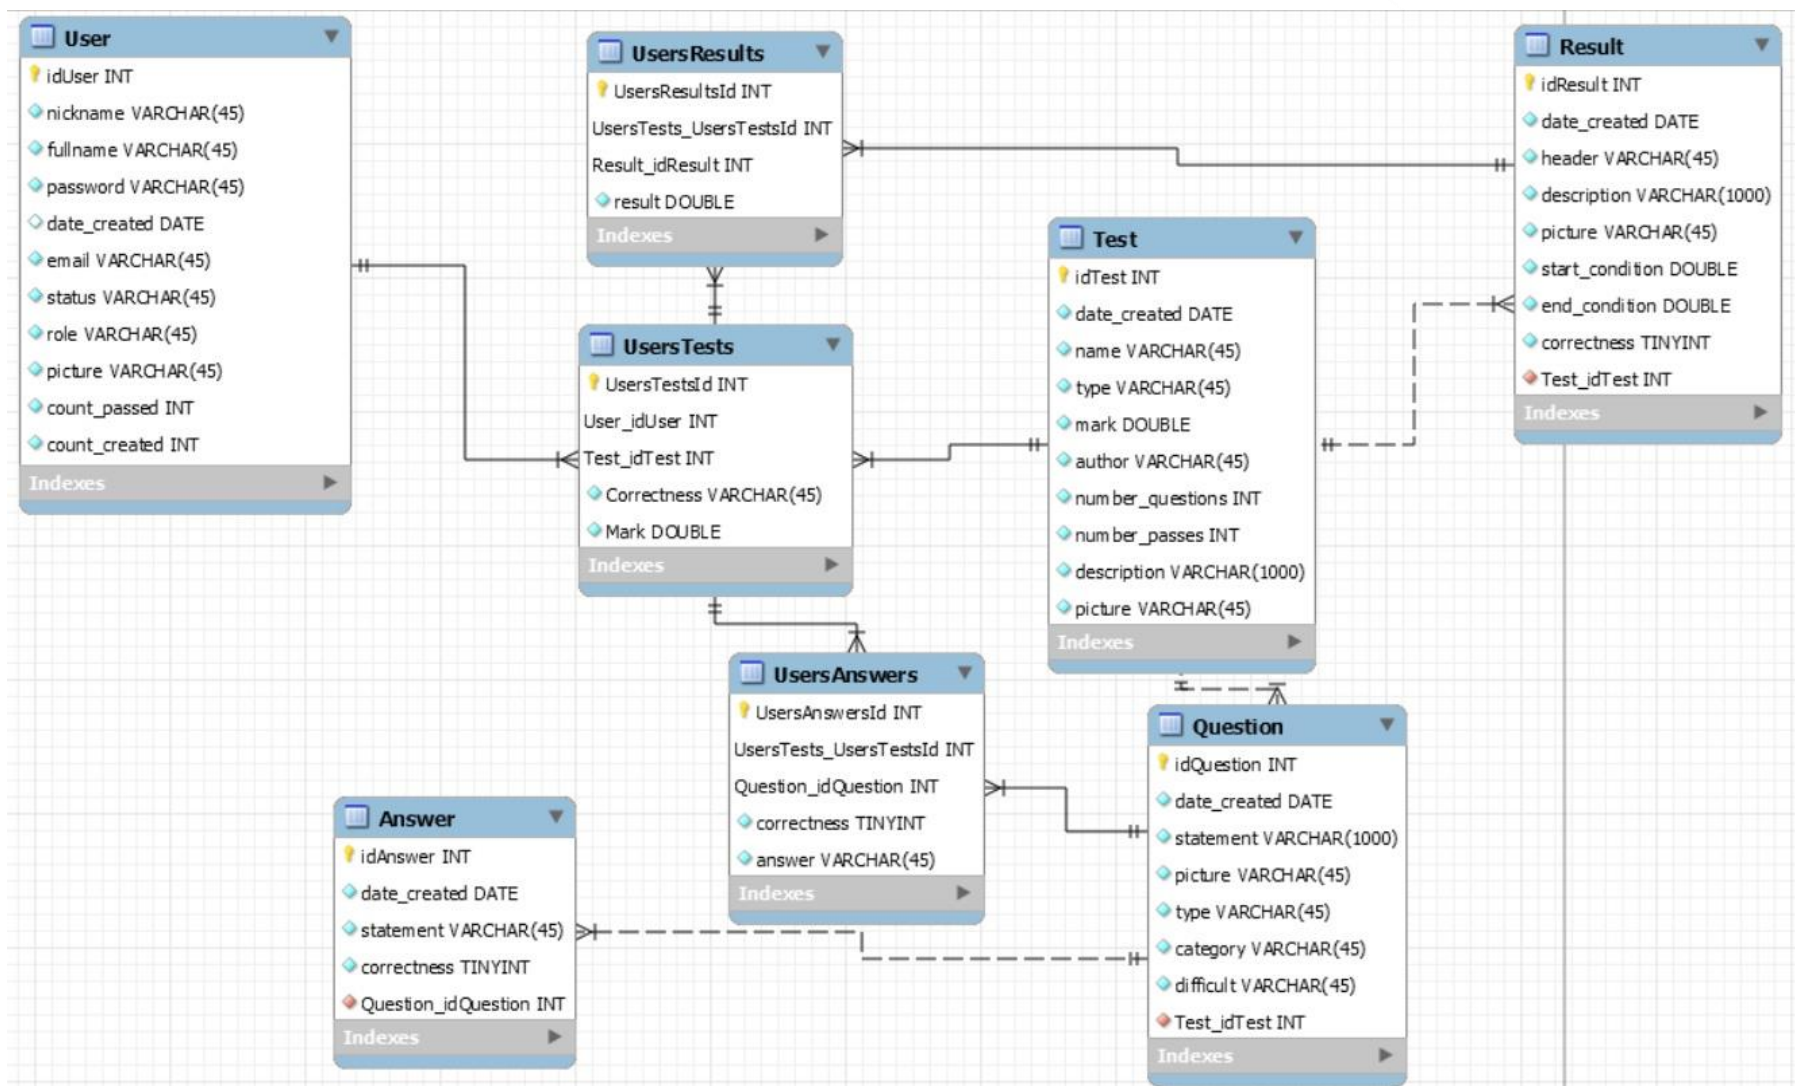 User
idUser INT
nickname VARCHAR(45)
fullname VARCHAR(45)
password VARCHAR(45)
date_created DATE
email VARCHAR(45)
status VARCHAR(45)
role VARCHAR(45)
picture VARCHAR(45)
count_passed INT
count_created INT
Indexes
UsersResults
UsersResultsId INT
UsersTests_UsersTestsId INT
Result_idResult INT
result DOUBLE
Indexes
Result
idResult INT
date_created DATE
header VARCHAR(45)
description VARCHAR(1000)
picture VARCHAR(45)
start_condition DOUBLE
end_condition DOUBLE
correctness TINYINT
Test_idTest INT
Indexes
UsersTests
UsersTestsId INT
User_idUser INT
Test_idTest INT
Correctness VARCHAR(45)
Mark DOUBLE
Indexes
Test
idTest INT
date_created DATE
name VARCHAR(45)
type VARCHAR(45)
mark DOUBLE
author VARCHAR(45)
number_questions INT
number_passes INT
description VARCHAR(1000)
picture VARCHAR(45)
Indexes
UsersAnswers
UsersAnswersId INT
UsersTests_UsersTestsId INT
Question_idQuestion INT
correctness TINYINT
answer VARCHAR(45)
Indexes
Question
idQuestion INT
date_created DATE
statement VARCHAR(1000)
picture VARCHAR(45)
type VARCHAR(45)
category VARCHAR(45)
difficult VARCHAR(45)
Test_idTest INT
Indexes
Answer
idAnswer INT
date_created DATE
statement VARCHAR(45)
correctness TINYINT
Question_idQuestion INT
Indexes